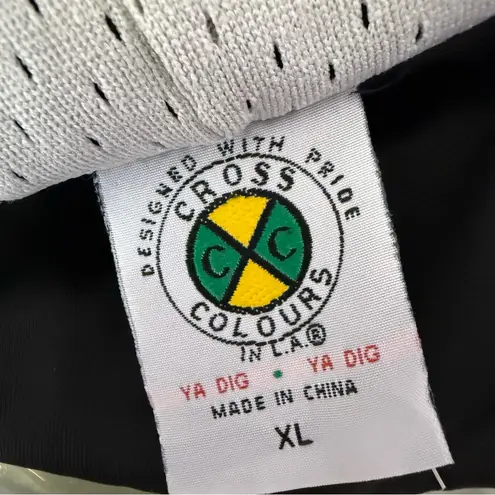 DESIGNED WITH PRIDE
CROSS
C C
COLOURS
IN L.A.®
YA DIG • YA DIG
MADE IN CHINA
XL